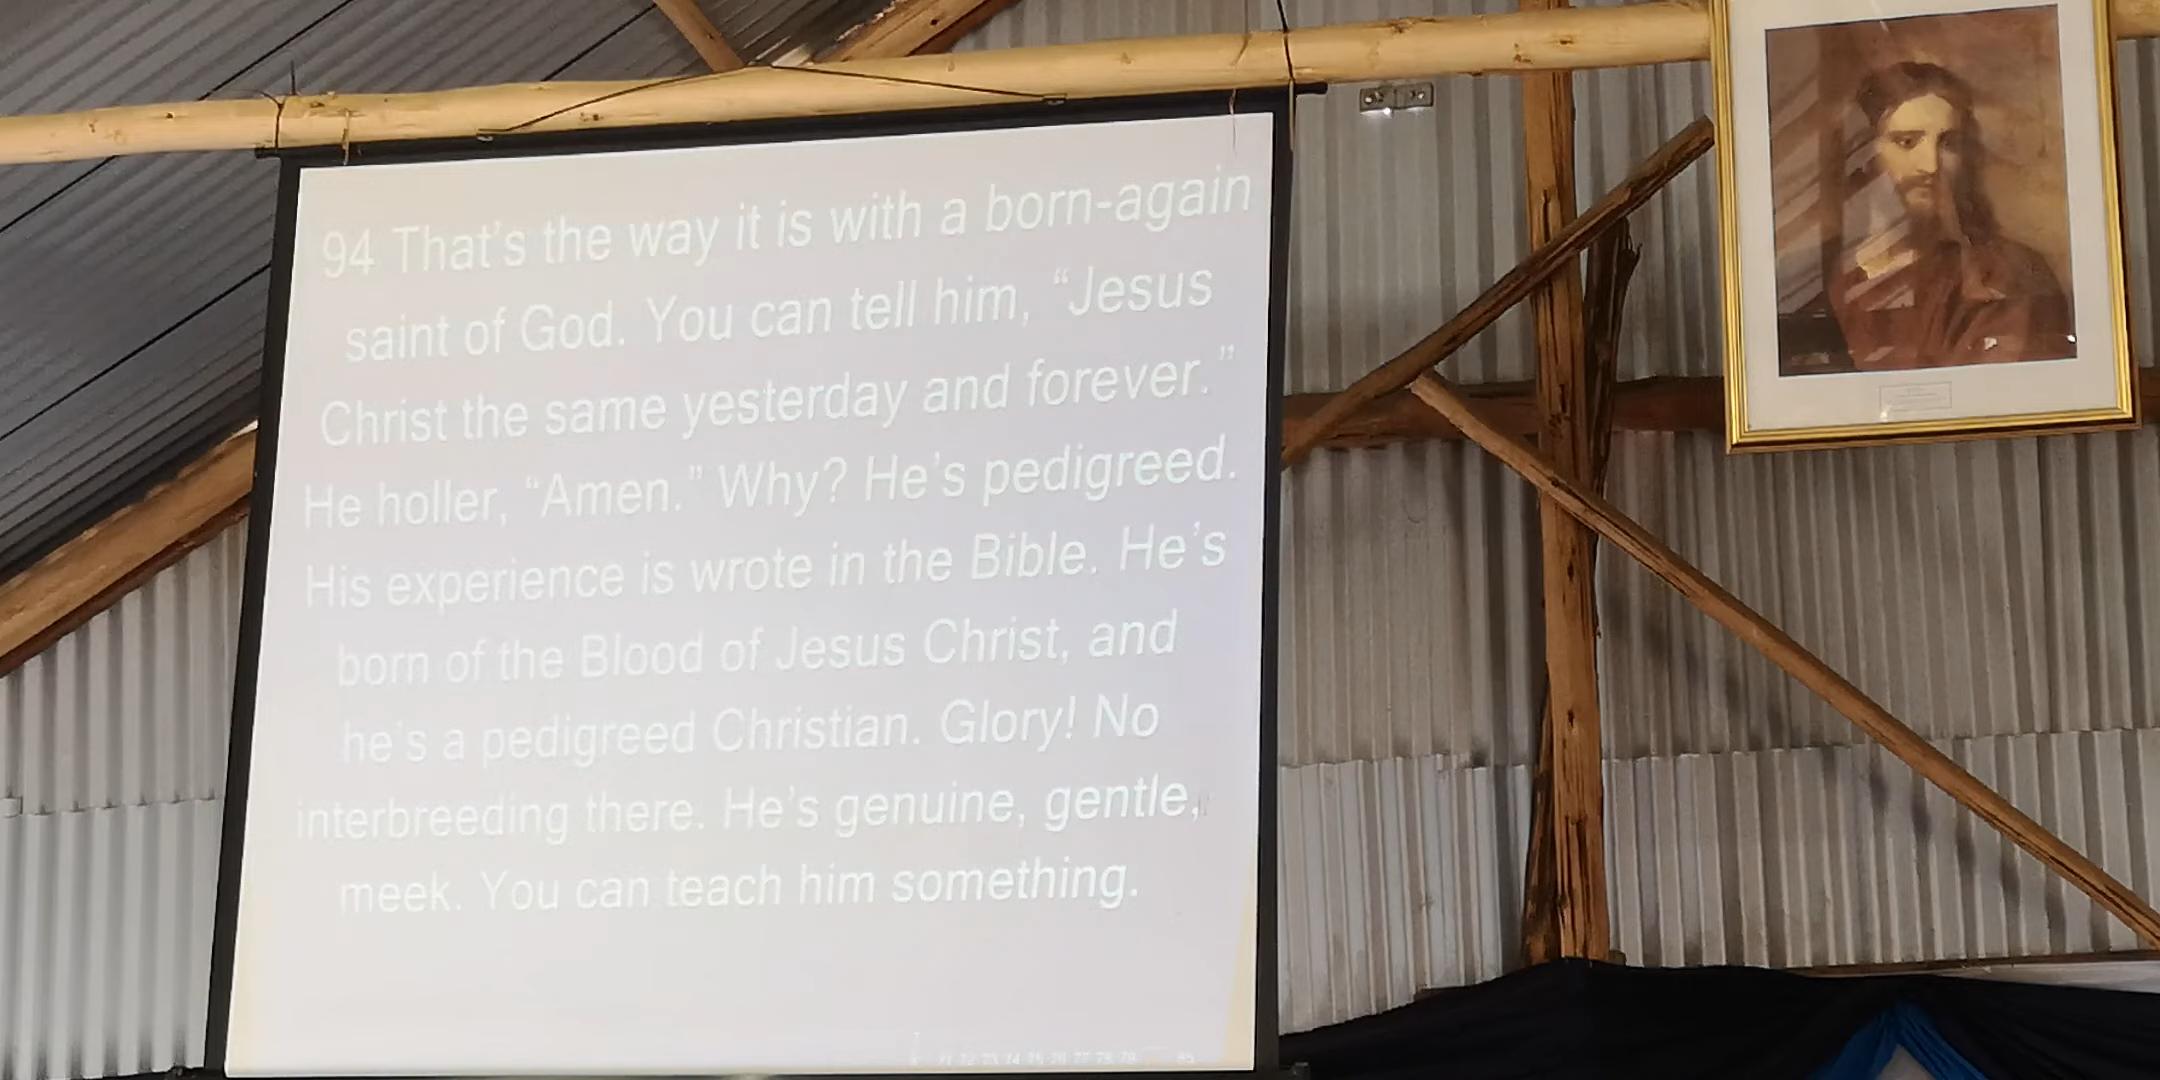 94 That's the way it is with a born-again
saint of God. You can tell him, “Jesus
Christ the same yesterday and forever.”
He holler, “Amen.” Why? He's pedigreed.
His experience is wrote in the Bible. He's
born of the Blood of Jesus Christ, and
he's a pedigreed Christian. Glory! No
interbreeding there. He's genuine, gentle,
meek. You can teach him something.